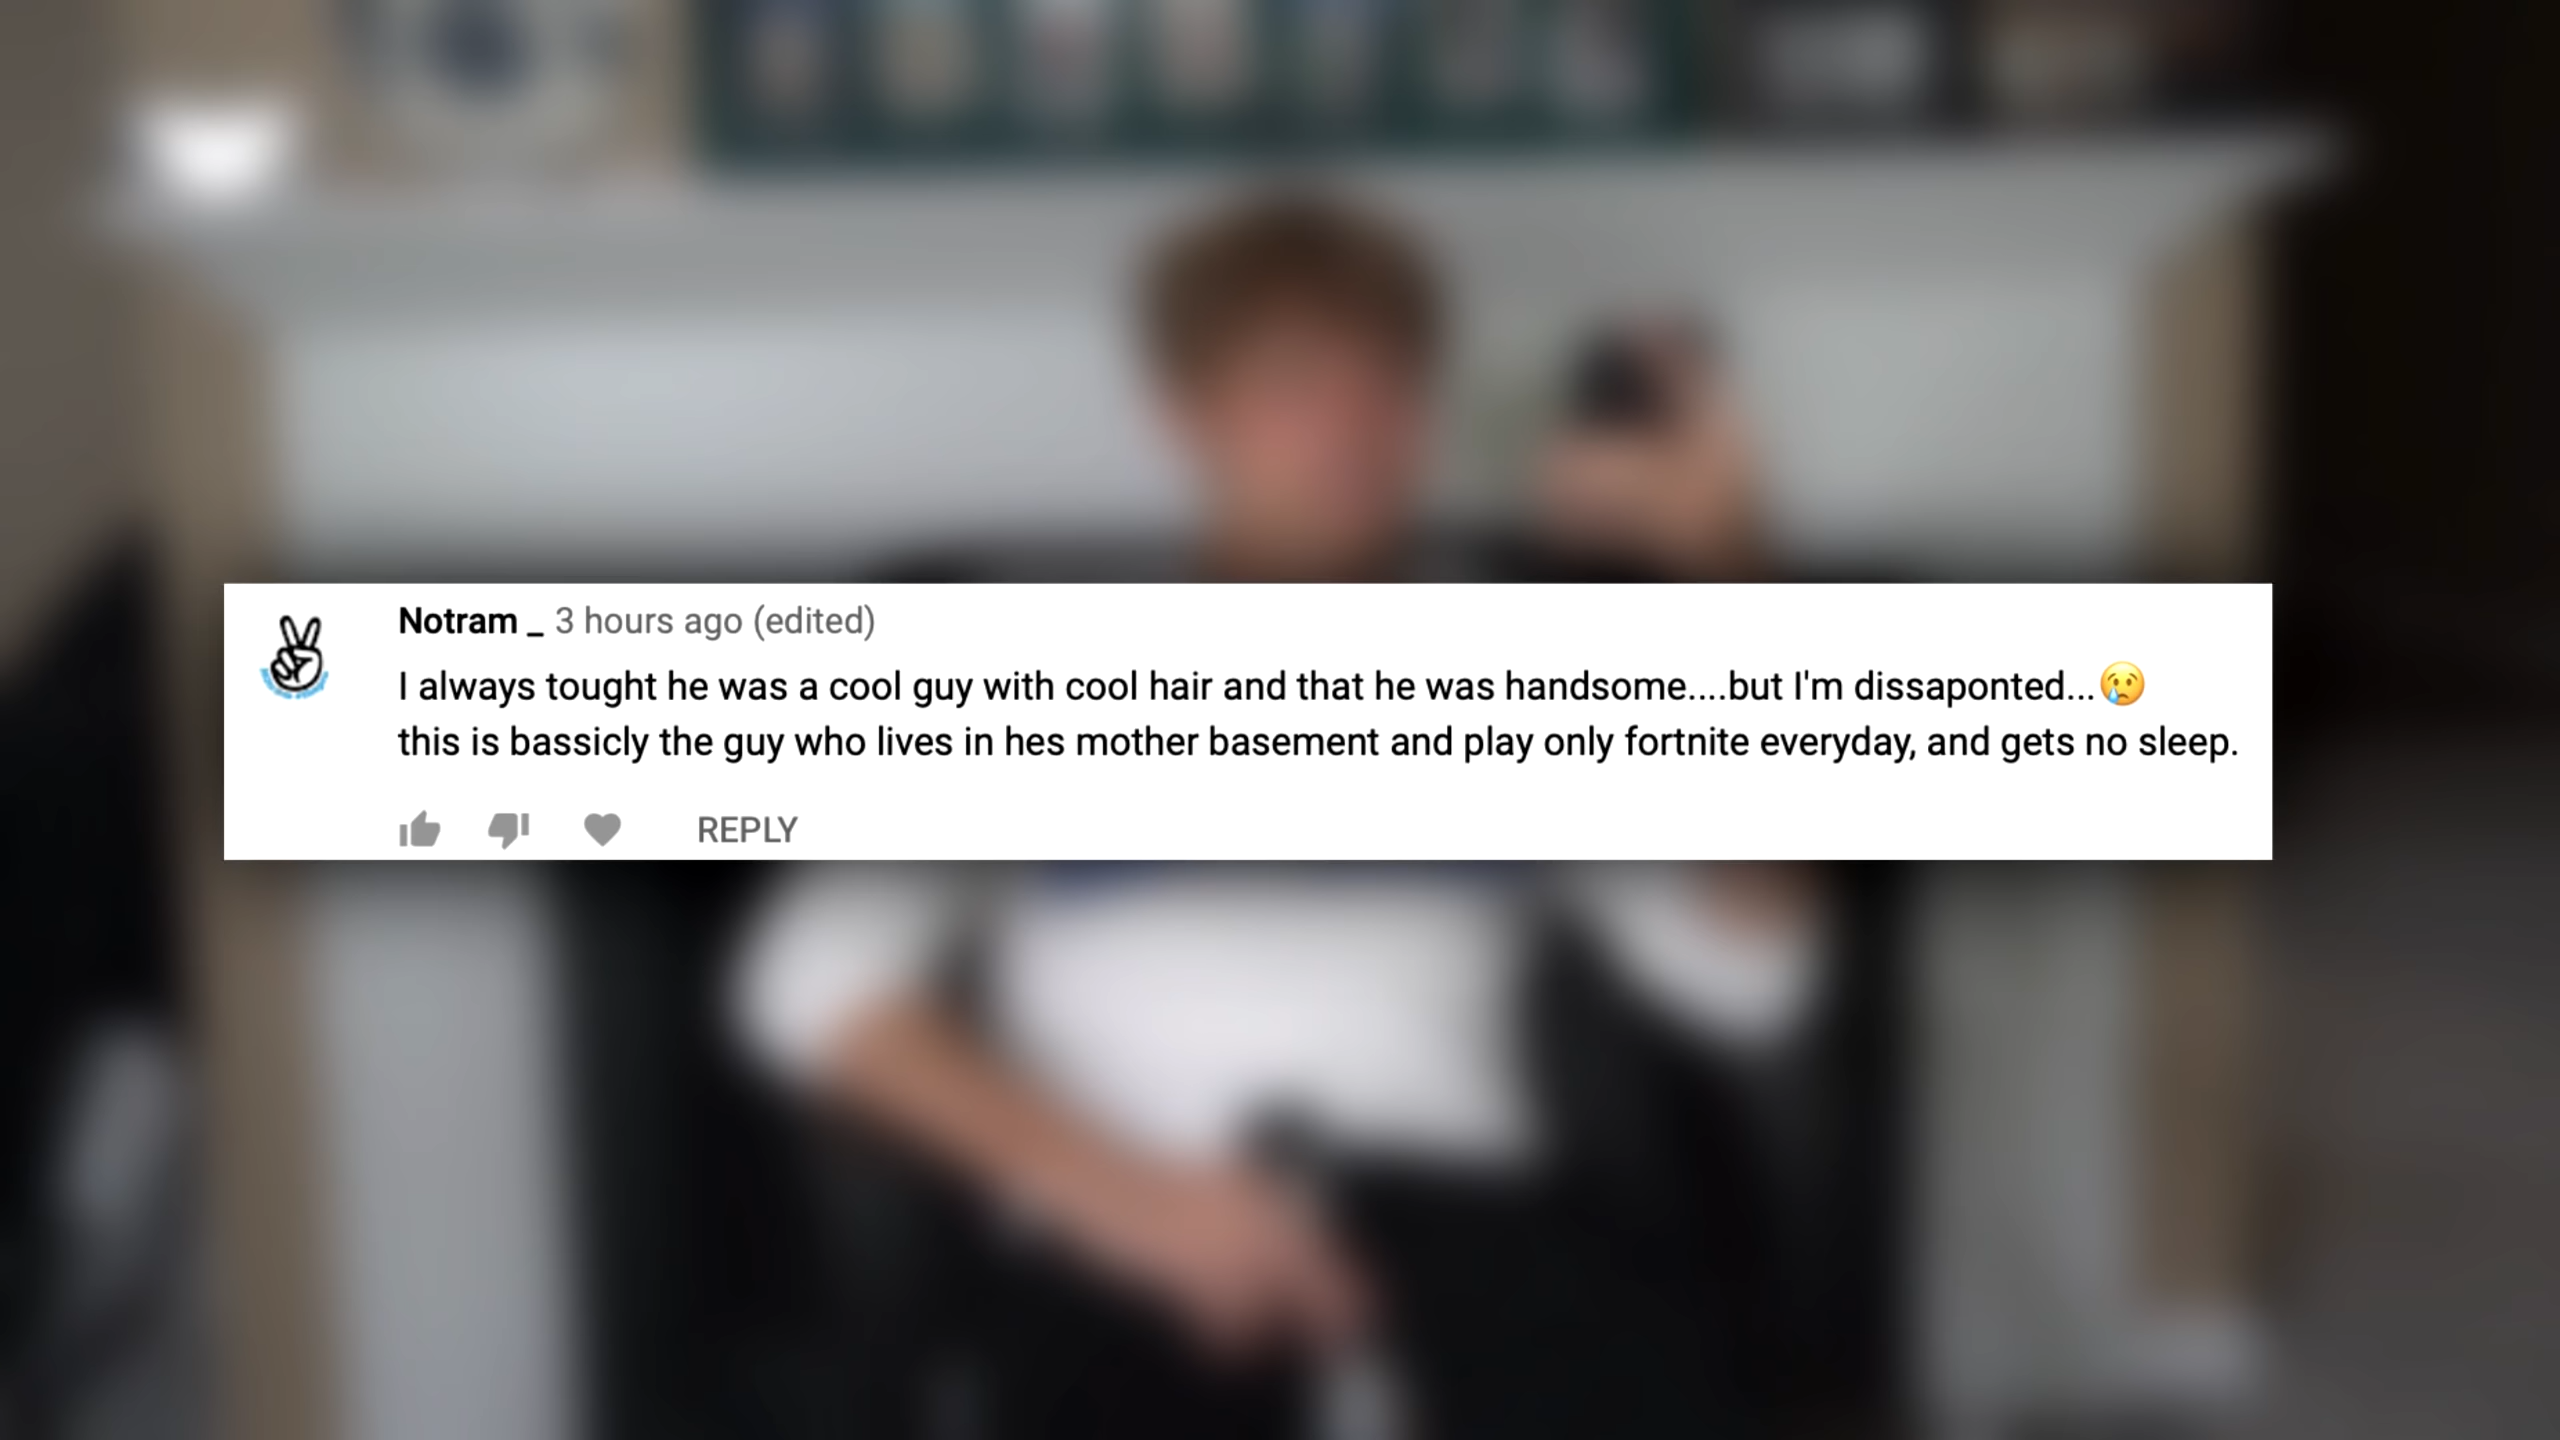 Notram _ 3 hours ago (edited)
I always tought he was a cool guy with cool hair and that he was handsome....but I'm dissaponted...😢
this is bassicly the guy who lives in hes mother basement and play only fortnite everyday, and gets no sleep.
REPLY